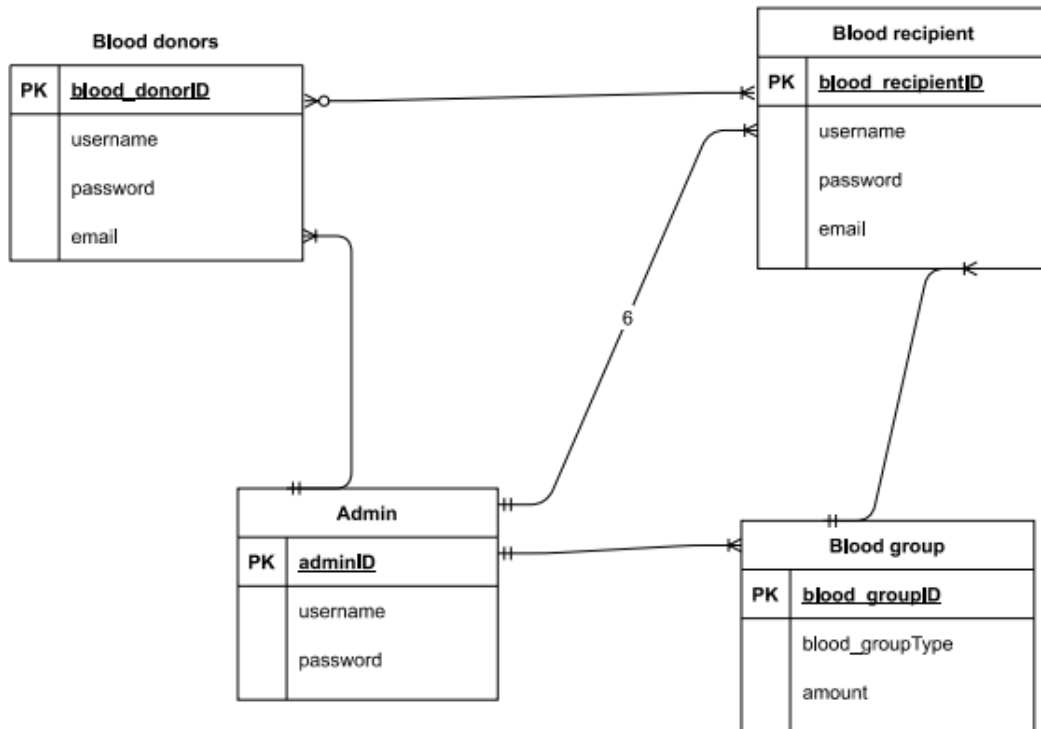 Blood donors
PK blood_donorID
username
password
email
Blood recipient
PK blood_recipientID
username
password
email
6
Admin
PK adminID
username
password
Blood group
PK blood_groupID
blood_groupType
amount